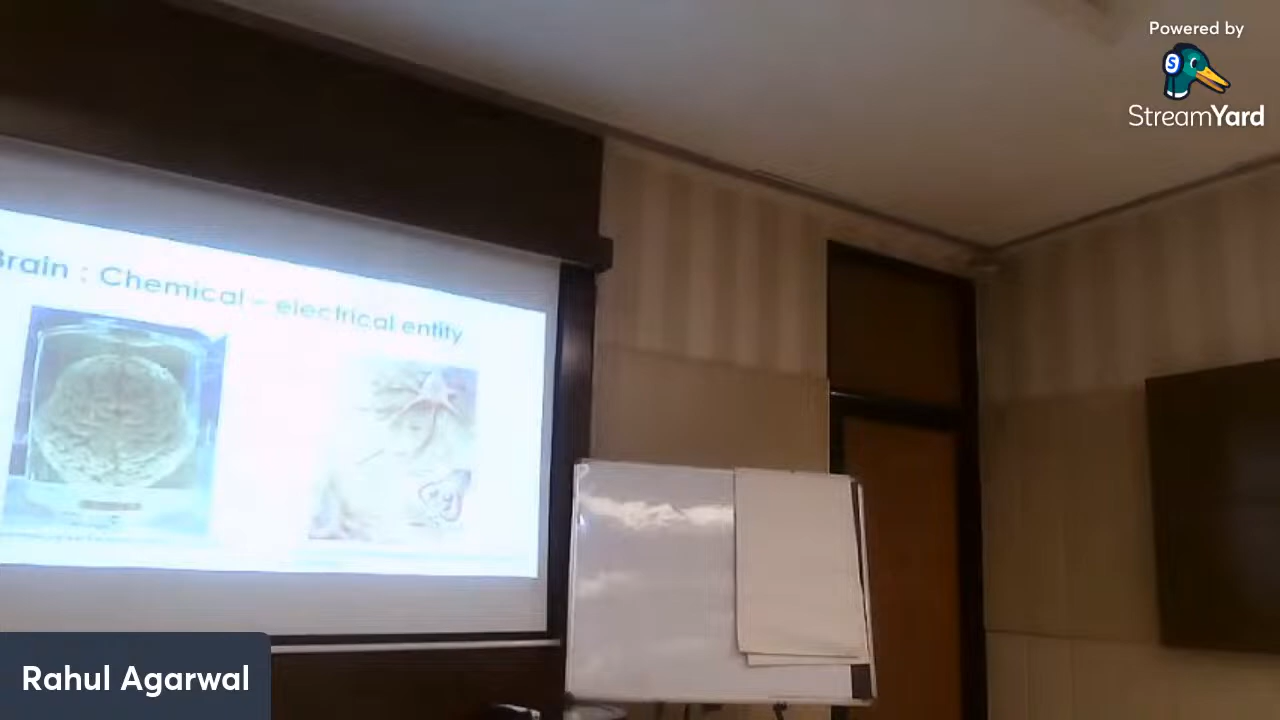 Powered by
StreamYard
Brain : Chemical - electrical entity
Rahul Agarwal